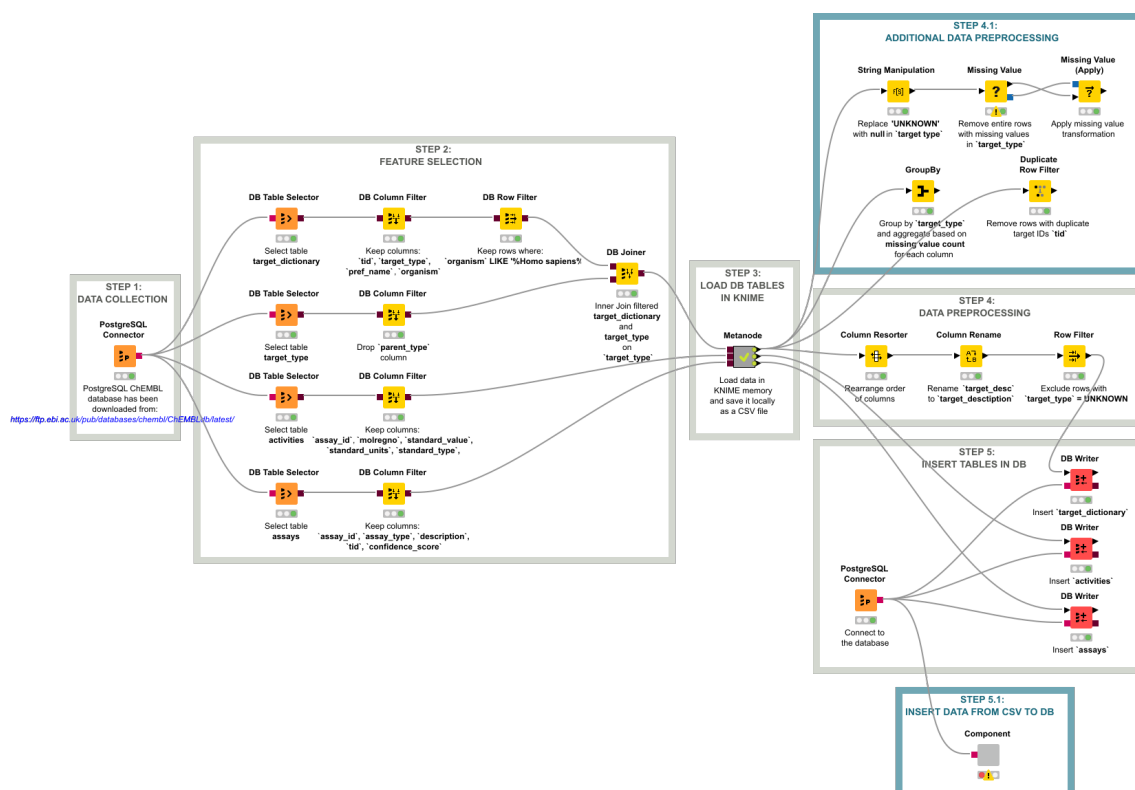 STEP 1:
DATA COLLECTION
PostgreSQL
Connector
PostgreSQL ChEMBL
database has been
downloaded from:
https://ftp.ebi.ac.uk/pub/databases/chembl/ChEMBLdb/latest/
STEP 2:
FEATURE SELECTION
DB Table Selector
Select table
target_dictionary
DB Column Filter
Keep columns:
`tid`, `target_type`,
`pref_name`, `organism`
DB Row Filter
Keep rows where:
`organism` LIKE '%Homo sapiens%
DB Joiner
Inner Join filtered
target_dictionary
and
target_type
on
`target_type`
DB Table Selector
Select table
target_type
DB Column Filter
Drop `parent_type`
column
DB Table Selector
Select table
activities
DB Column Filter
Keep columns:
`assay_id`, `molregno`, `standard_value`,
`standard_units`, `standard_type`,
DB Table Selector
Select table
assays
DB Column Filter
Keep columns:
`assay_id`, `assay_type`, `description`,
`tid`, `confidence_score`
STEP 3:
LOAD DB TABLES
IN KNIME
Metanode
Load data in
KNIME memory
and save it locally
as a CSV file
STEP 4.1:
ADDITIONAL DATA PREPROCESSING
String Manipulation
Replace 'UNKNOWN'
with null in `target type`
Missing Value
Remove entire rows
with missing values
in `target_type`
Missing Value
(Apply)
Apply missing value
transformation
GroupBy
Group by `target_type`
and aggregate based on
missing value count
for each column
Duplicate
Row Filter
Remove rows with duplicate
target IDs `tid`
STEP 4:
DATA PREPROCESSING
Column Resorter
Rearrange order
of columns
Column Rename
Rename `target_desc`
to `target_desctiption`
Row Filter
Exclude rows with
`target_type` = UNKNOWN
STEP 5:
INSERT TABLES IN DB
DB Writer
Insert `target_dictionary`
DB Writer
Insert `activities`
DB Writer
Insert `assays`
PostgreSQL
Connector
Connect to
the database
STEP 5.1:
INSERT DATA FROM CSV TO DB
Component